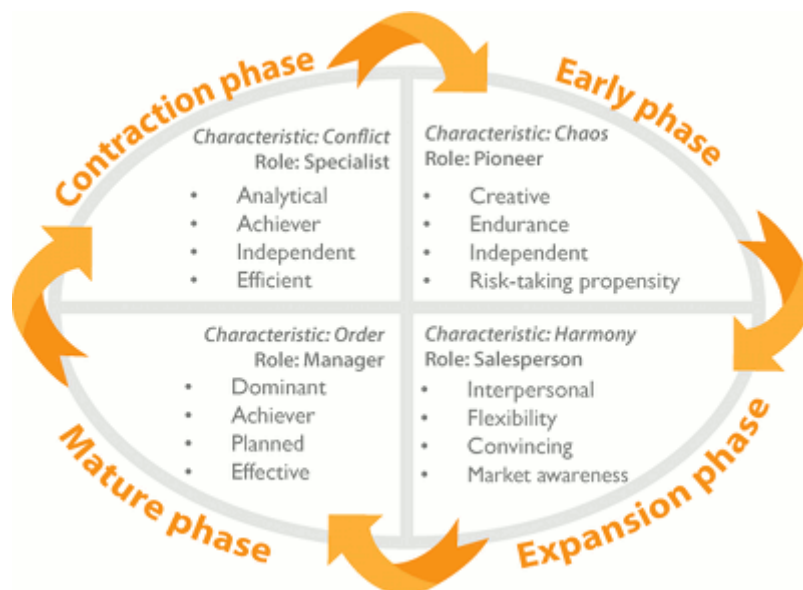 Contraction phase
Early phase
Characteristic: Conflict
Role: Specialist
• Analytical
• Achiever
• Independent
• Efficient
Characteristic: Chaos
Role: Pioneer
• Creative
• Endurance
• Independent
• Risk-taking propensity
Characteristic: Order
Role: Manager
• Dominant
• Achiever
• Planned
• Effective
Characteristic: Harmony
Role: Salesperson
• Interpersonal
• Flexibility
• Convincing
• Market awareness
Mature phase
Expansion phase